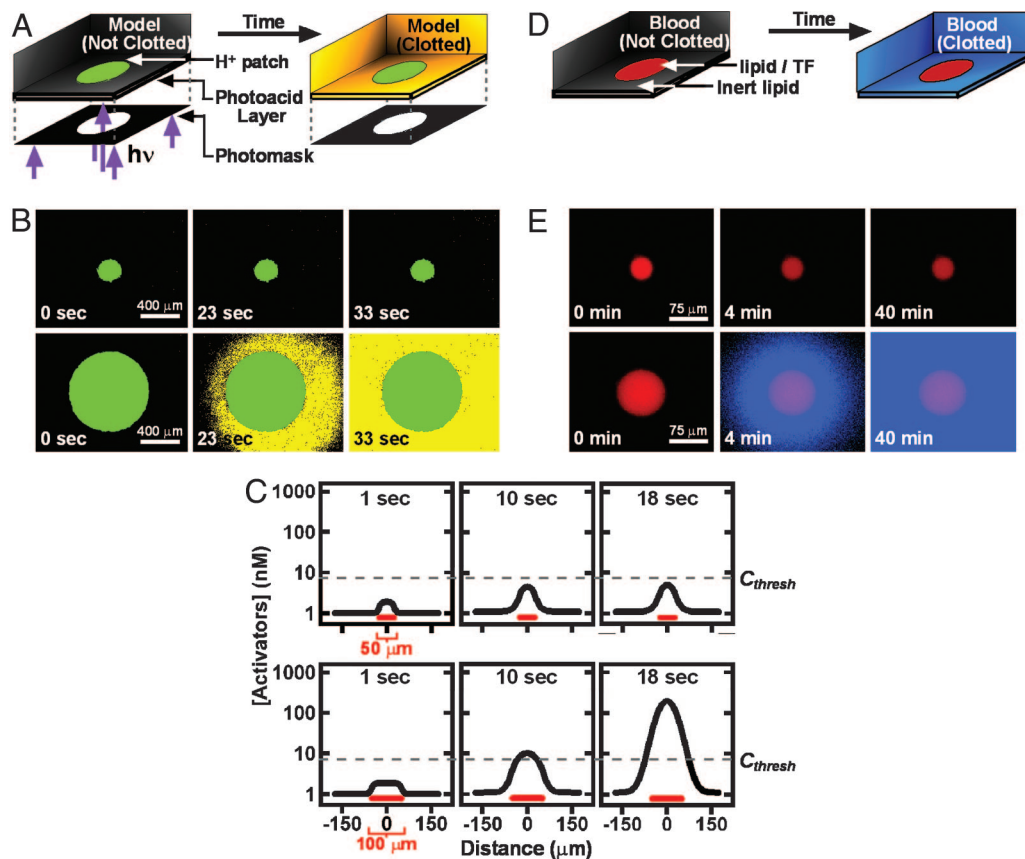 A
Model
(Not Clotted)
Time
Model
(Clotted)
H+ patch
Photoacid
Layer
Photomask
hν
D
Blood
(Not Clotted)
Time
Blood
(Clotted)
lipid / TF
Inert lipid
B
0 sec
400 μm
23 sec
33 sec
0 sec
400 μm
23 sec
33 sec
E
0 min
75 μm
4 min
40 min
0 min
75 μm
4 min
40 min
C
[Activators] (nM)
1000
100
10
1
1 sec
10 sec
18 sec
Cthresh
50 μm
1000
100
10
1
1 sec
10 sec
18 sec
Cthresh
-150 0 150
-150 0 150
-150 0 150
100 μm
Distance (μm)